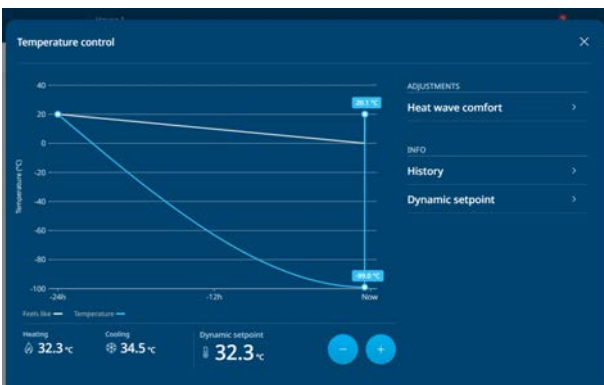 House 1
Temperature control
ADJUSTMENTS
Heat wave comfort
INFO
History
Dynamic setpoint
Temperature (°C)
40
20
0
-20
-40
-60
-80
-100
-24h
-12h
Now
Feels like
Temperature
Heating
32.3 °C
Cooling
34.5 °C
Dynamic setpoint
32.3 °C